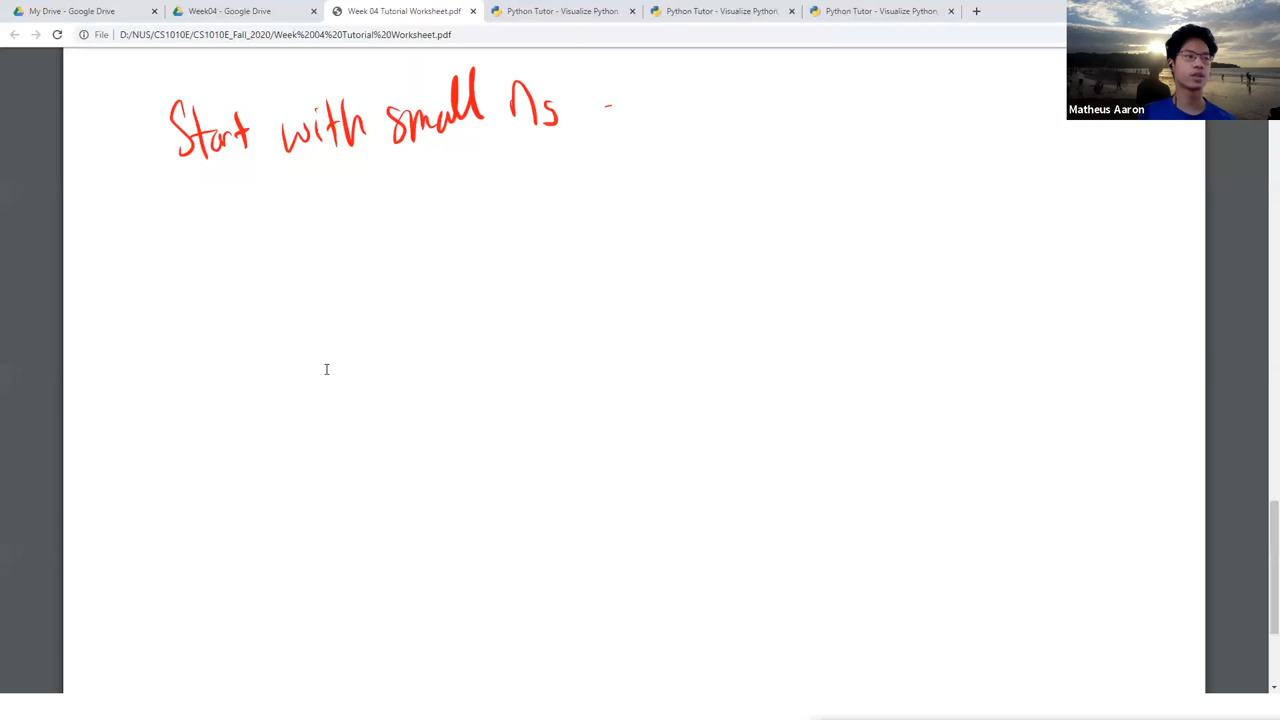 My Drive - Google Drive
Week04 - Google Drive
Week 04 Tutorial Worksheet.pdf
Python Tutor - Visualize Python,
Python Tutor - Visualize Python,
Python Tutor - Visualize Python,
File
D:/NUS/CS1010E/CS1010E_Fall_2020/Week%2004%20Tutorial%20Worksheet.pdf
Matheus Aaron
Start with small ns -